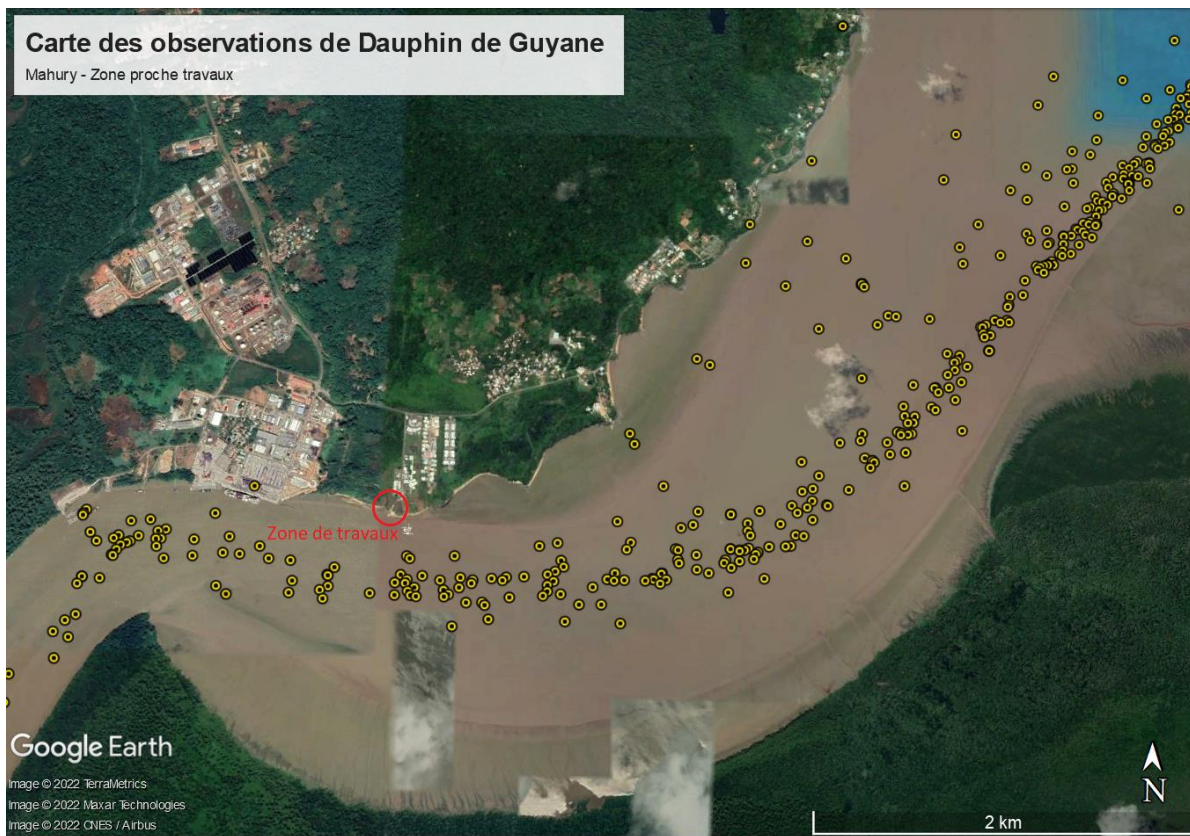 Carte des observations de Dauphin de Guyane
Mahury - Zone proche travaux
Zone de travaux
Google Earth
Image © 2022 TerraMetrics
Image © 2022 Maxar Technologies
Image © 2022 CNES / Airbus
N
2 km